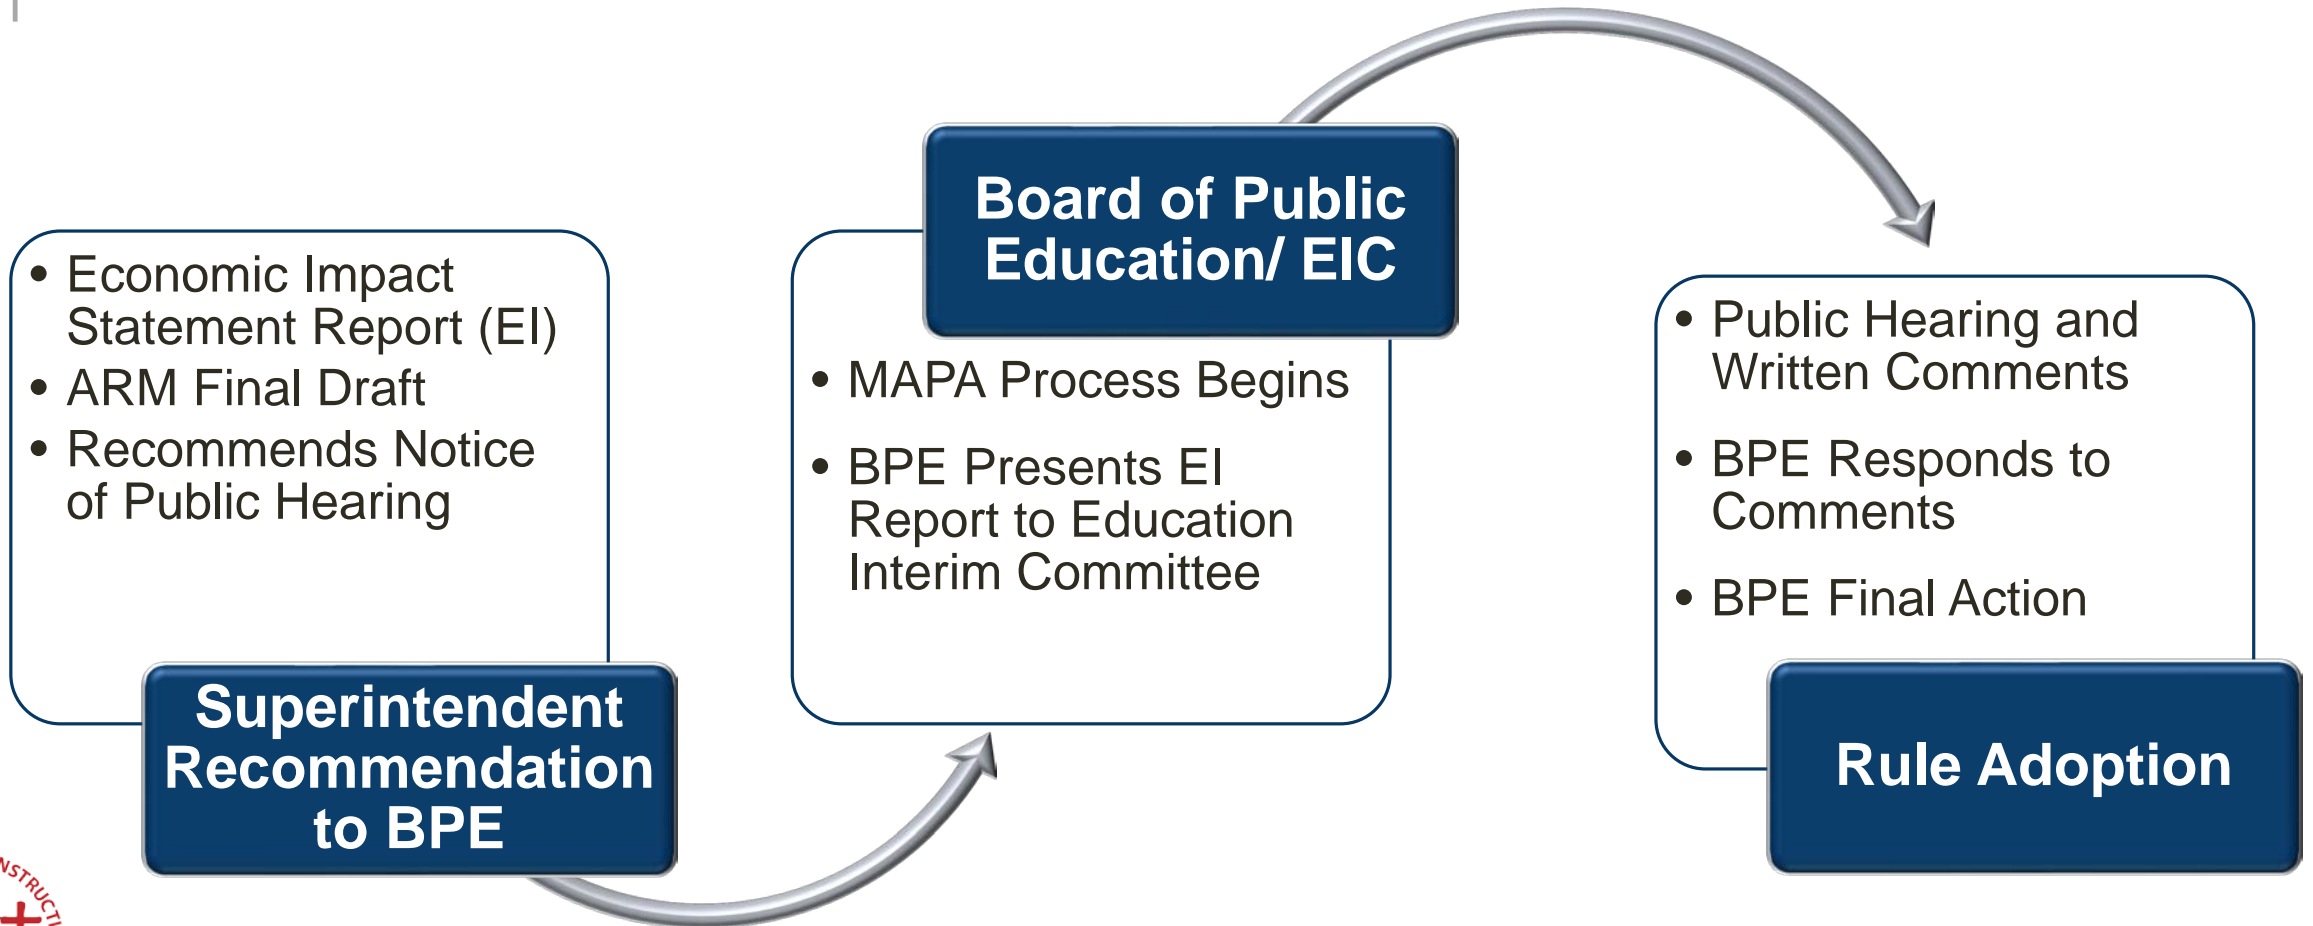 • Economic Impact
Statement Report (EI)
• ARM Final Draft
• Recommends Notice
of Public Hearing
Superintendent
Recommendation
to BPE
Board of Public
Education/ EIC
• MAPA Process Begins
• BPE Presents EI
Report to Education
Interim Committee
• Public Hearing and
Written Comments
• BPE Responds to
Comments
• BPE Final Action
Rule Adoption